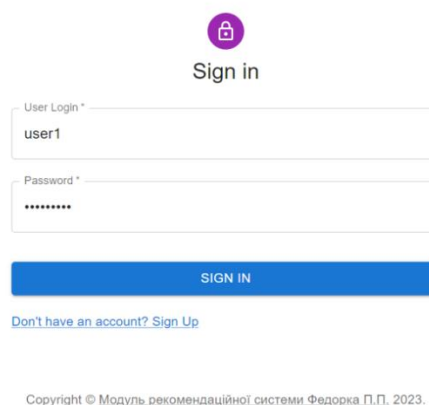 Sign in
User Login *
user1
Password *
•••••••••
SIGN IN
Don't have an account? Sign Up
Copyright © Модуль рекомендаційної системи Федорка П.П. 2023.